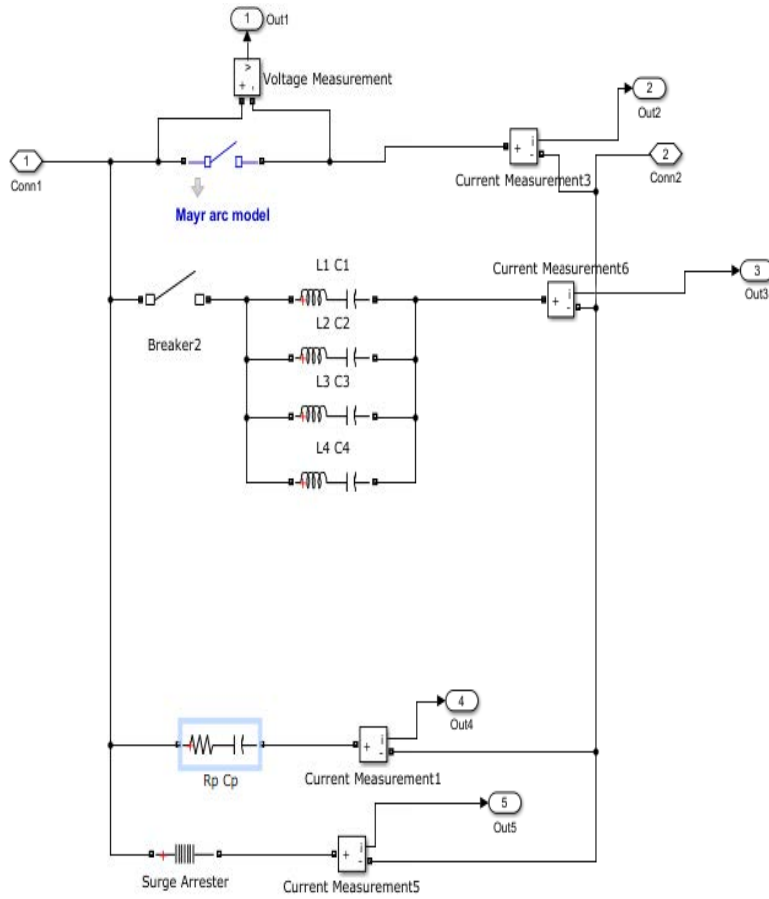 1
Out1
>
+ -
Voltage Measurement
1
Conn1
Mayr arc model
+ i
-
Current Measurement3
2
Out2
2
Conn2
Breaker2
L1 C1
L2 C2
L3 C3
L4 C4
Current Measurement6
+ i
-
3
Out3
Rp Cp
+ i
-
Current Measurement1
4
Out4
Surge Arrester
+ i
-
Current Measurement5
5
Out5